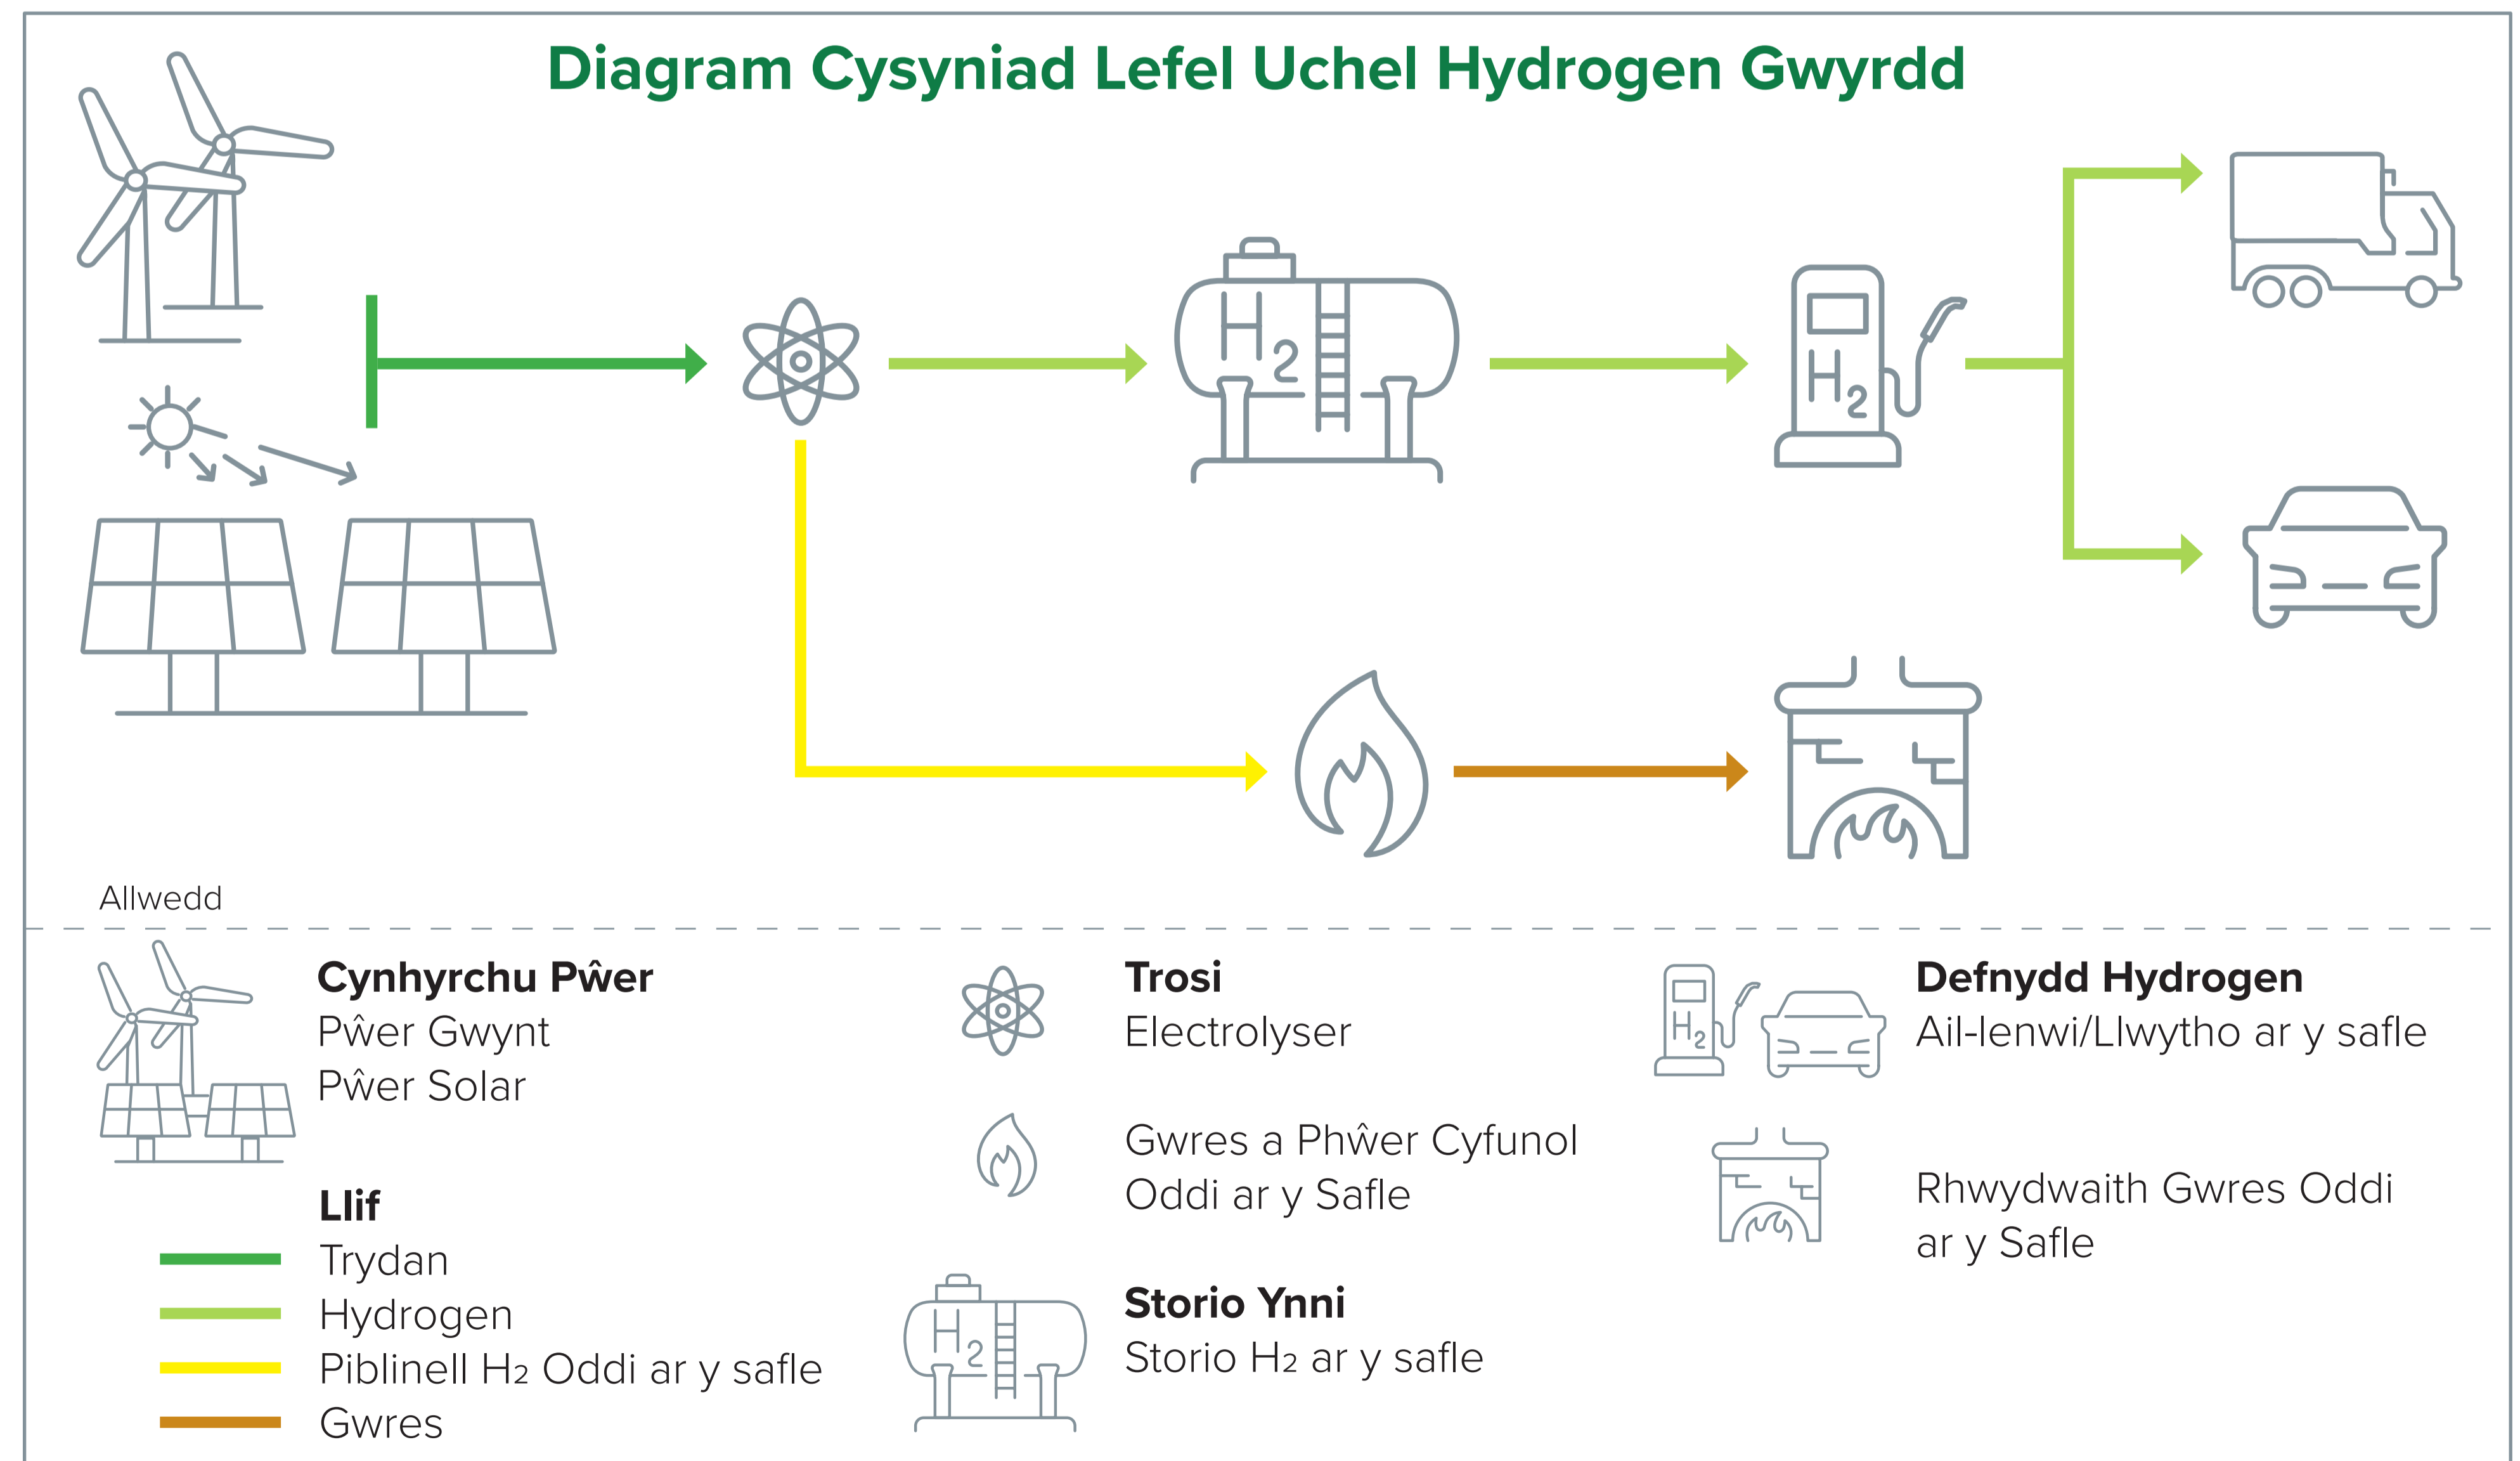 Diagram Cysyniad Lefel Uchel Hydrogen Gwyrdd
H2
H2
Allwedd
Cynhyrchu Pŵer
Pŵer Gwynt
Pŵer Solar
Llif
Trydan
Hydrogen
Piblinell H2 Oddi ar y safle
Gwres
Trosi
Electrolyser
Gwres a Phŵer Cyfunol
Oddi ar y Safle
H2
Storio Ynni
Storio H2 ar y safle
H2
Defnydd Hydrogen
Ail-lenwi/Llwytho ar y safle
Rhwydwaith Gwres Oddi
ar y Safle